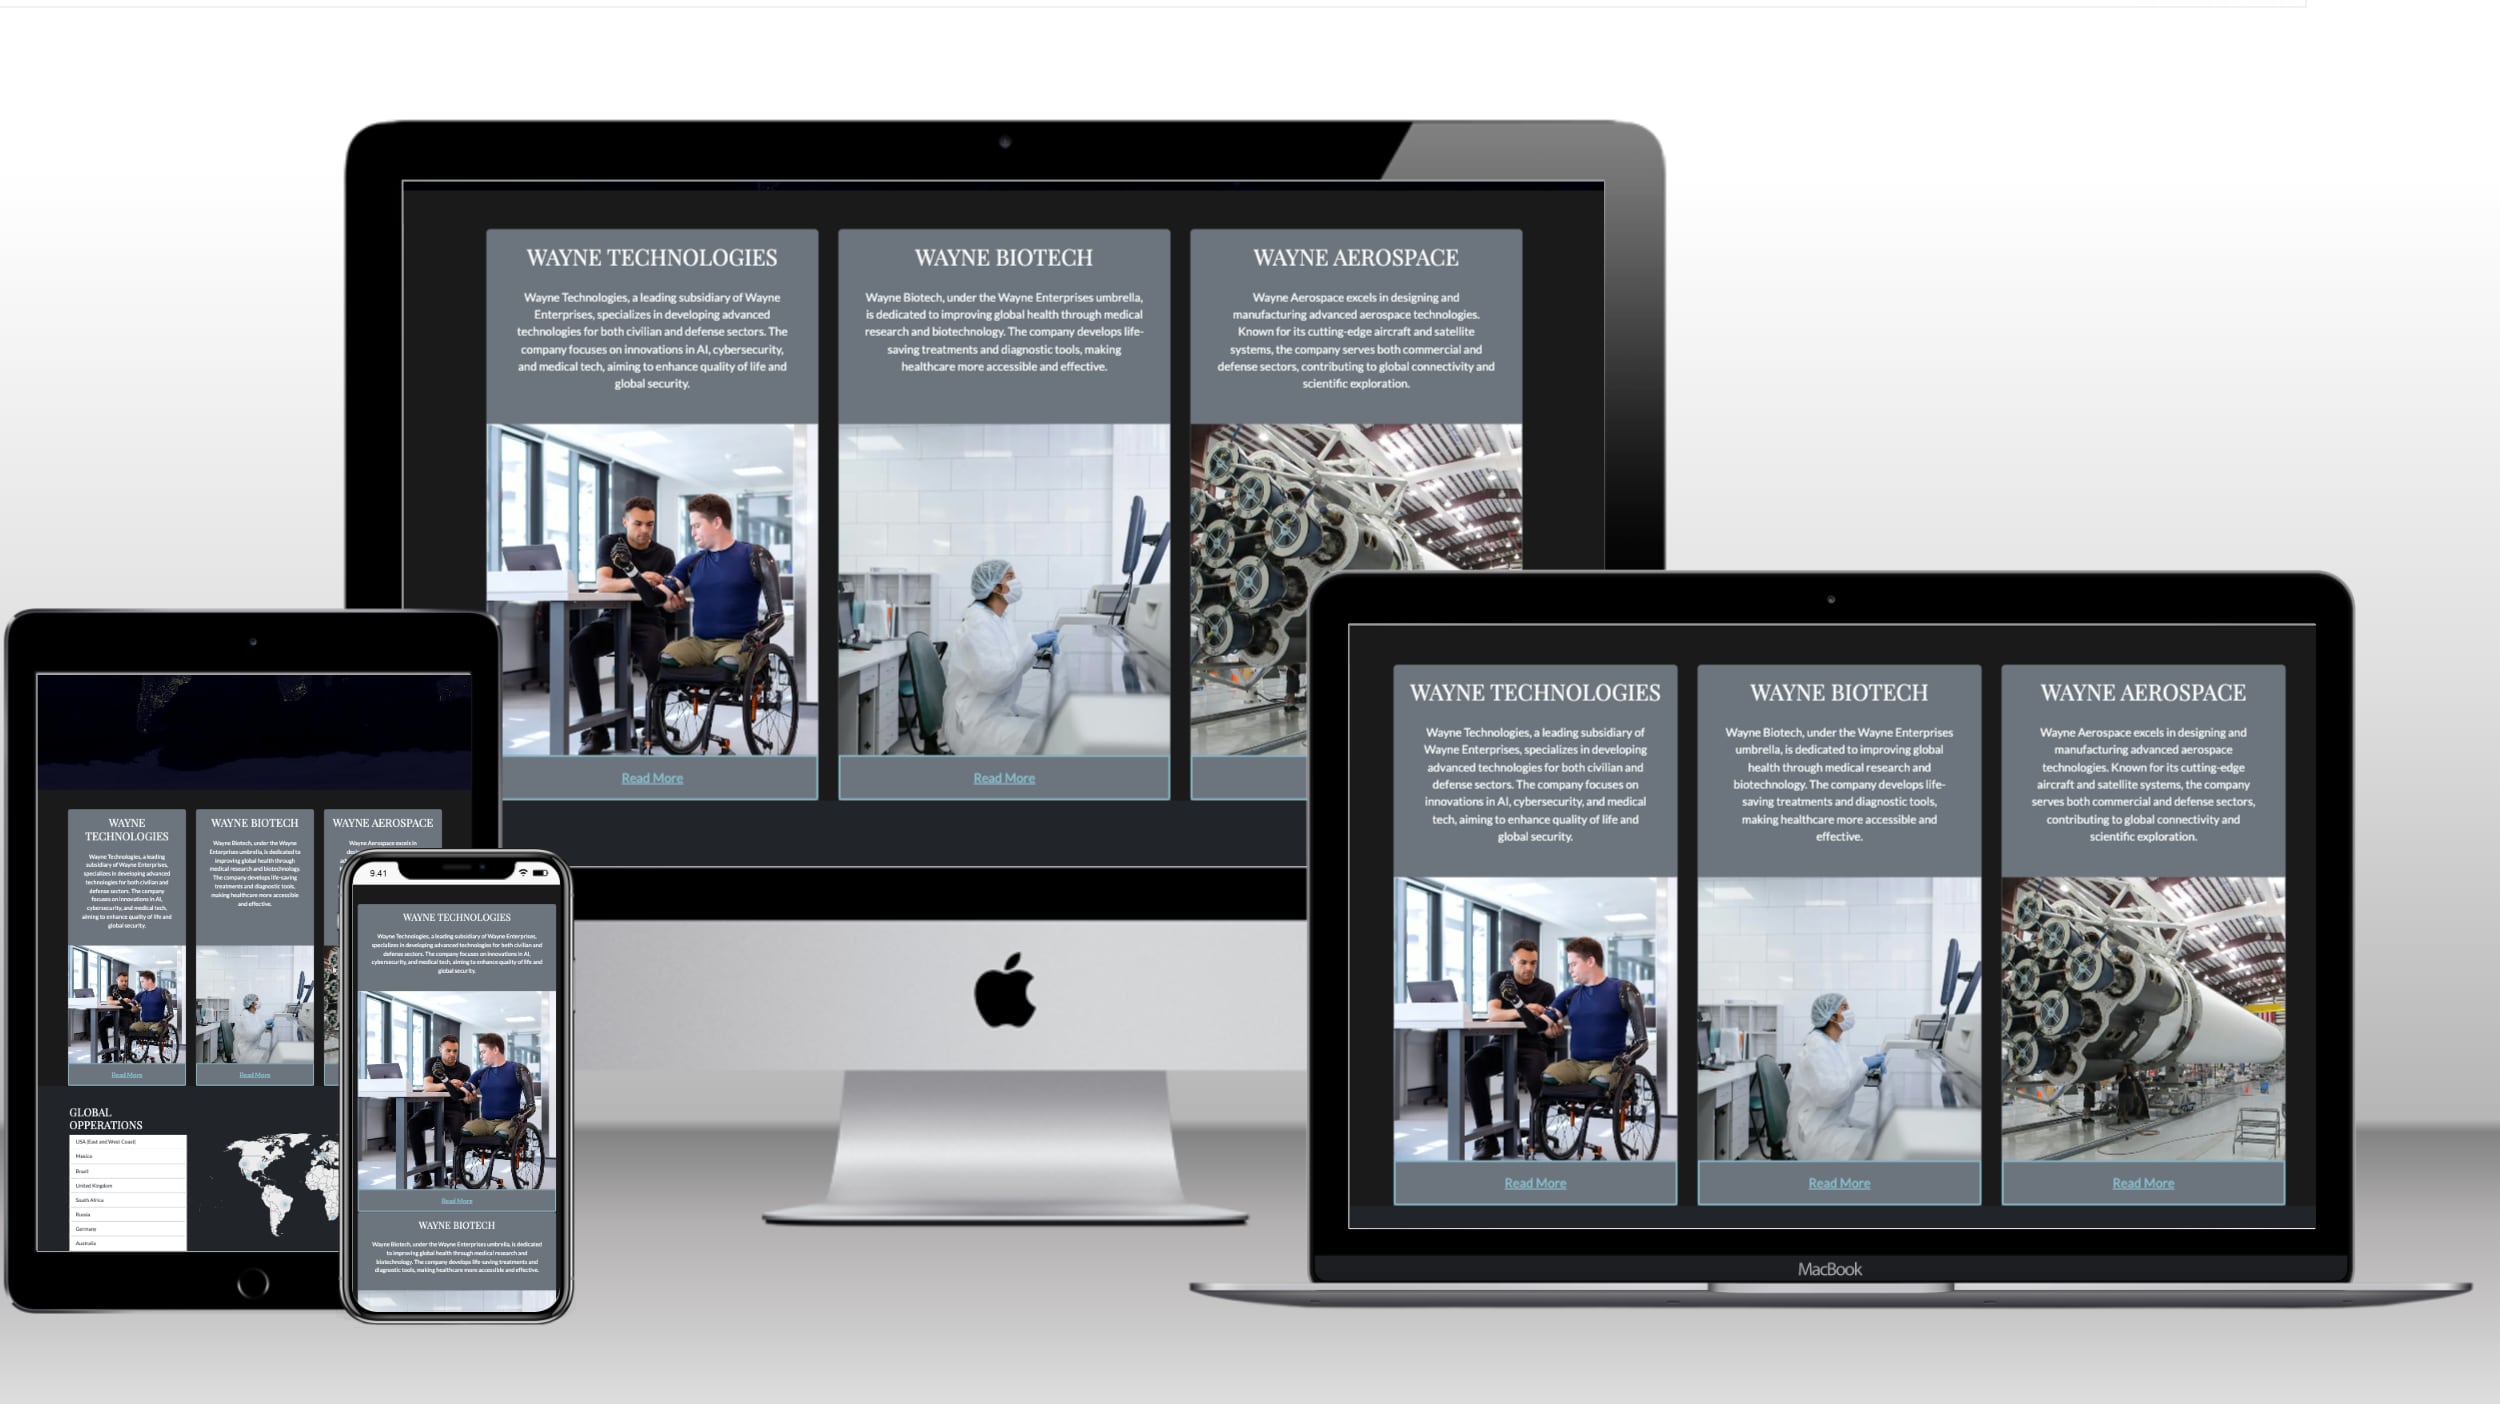 WAYNE TECHNOLOGIES
Wayne Technologies, a leading subsidiary of Wayne
Enterprises, specializes in developing advanced
technologies for both civilian and defense sectors. The
company focuses on innovations in AI, cybersecurity,
and medical tech, aiming to enhance quality of life and
global security.
Read More
WAYNE BIOTECH
Wayne Biotech, under the Wayne Enterprises umbrella,
is dedicated to improving global health through medical
research and biotechnology. The company develops life-
saving treatments and diagnostic tools, making
healthcare more accessible and effective.
Read More
WAYNE AEROSPACE
Wayne Aerospace excels in designing and
manufacturing advanced aerospace technologies.
Known for its cutting-edge aircraft and satellite
systems, the company serves both commercial and
defense sectors, contributing to global connectivity and
scientific exploration.
WAYNE
TECHNOLOGIES
Wayne Technologies, a leading
subsidiary of Wayne Enterprises,
specializes in developing advanced
technologies for both civilian and
defense sectors. The company
focuses on innovations in AI,
cybersecurity, and medical tech,
aiming to enhance quality of life and
global security.
Read More
WAYNE BIOTECH
Wayne Biotech, under the Wayne
Enterprises umbrella, is dedicated to
improving global health through
medical research and biotechnology.
The company develops life-saving
treatments and diagnostic tools,
making healthcare more accessible
and effective.
Read More
WAYNE AEROSPACE
Wayne Aerospace excels in
GLOBAL
OPPERATIONS
USA (East and West Coast)
Mexico
Brazil
United Kingdom
South Africa
Russia
Germany
Australia
9.41
WAYNE TECHNOLOGIES
Wayne Technologies, a leading subsidiary of Wayne Enterprises,
specializes in developing advanced technologies for both civilian and
defense sectors. The company focuses on innovations in AI,
cybersecurity, and medical tech, aiming to enhance quality of life and
global security.
Read More
WAYNE BIOTECH
Wayne Biotech, under the Wayne Enterprises umbrella, is dedicated
to improving global health through medical research and
biotechnology. The company develops life-saving treatments and
diagnostic tools, making healthcare more accessible and effective.
WAYNE TECHNOLOGIES
Wayne Technologies, a leading subsidiary of
Wayne Enterprises, specializes in developing
advanced technologies for both civilian and
defense sectors. The company focuses on
innovations in AI, cybersecurity, and medical
tech, aiming to enhance quality of life and
global security.
Read More
WAYNE BIOTECH
Wayne Biotech, under the Wayne Enterprises
umbrella, is dedicated to improving global
health through medical research and
biotechnology. The company develops life-
saving treatments and diagnostic tools,
making healthcare more accessible and
effective.
Read More
WAYNE AEROSPACE
Wayne Aerospace excels in designing and
manufacturing advanced aerospace
technologies. Known for its cutting-edge
aircraft and satellite systems, the company
serves both commercial and defense sectors,
contributing to global connectivity and
scientific exploration.
Read More
MacBook